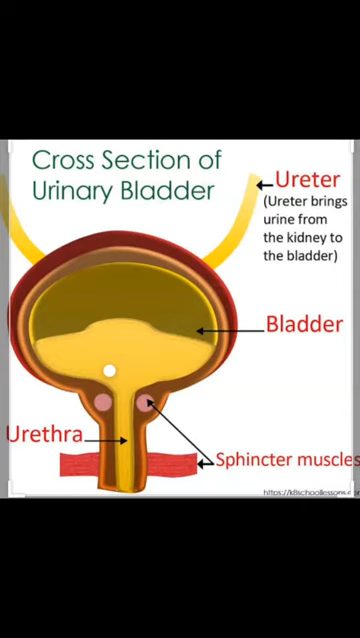 Cross Section of
Urinary Bladder
Ureter
(Ureter brings
urine from
the kidney to
the bladder)
Bladder
Urethra
Sphincter muscles